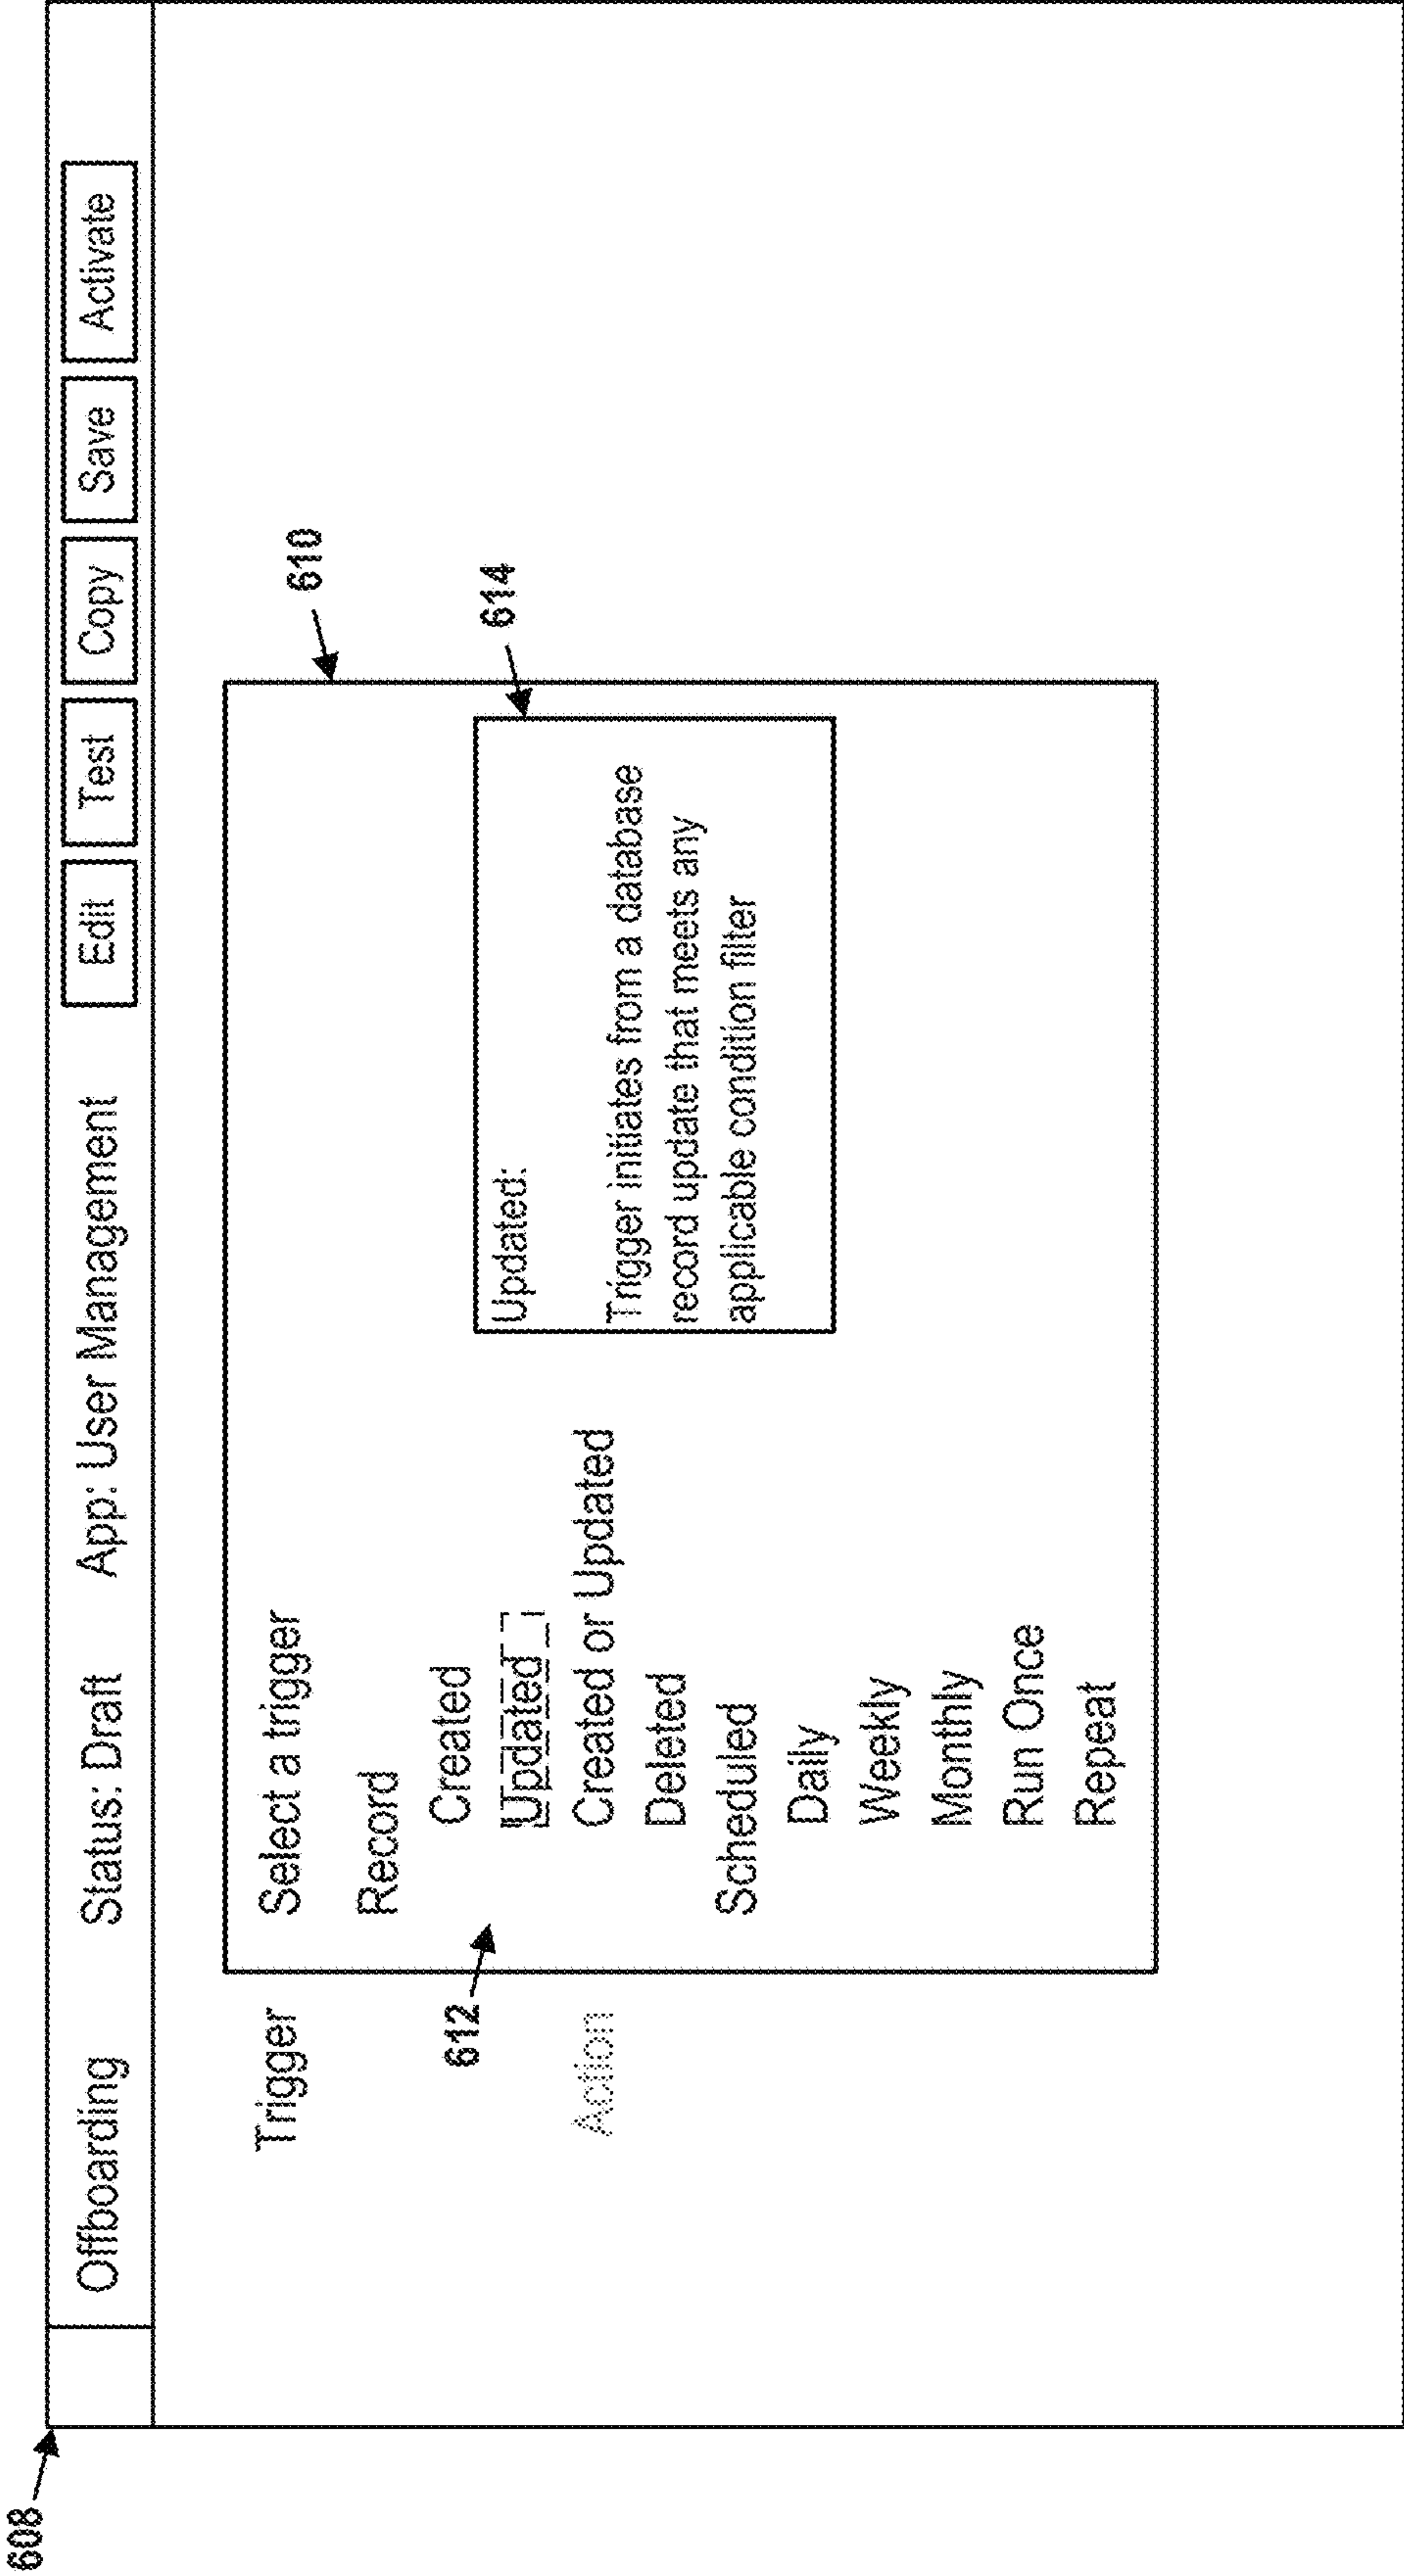 608
Offboarding Status: Draft App: User Management Edit Test Copy Save Activate
610
Trigger
Select a trigger
Record
612
Created
Updated
Created or Updated
Deleted
Scheduled
Daily
Weekly
Monthly
Run Once
Repeat
614
Updated:
Trigger initiates from a database
record update that meets any
applicable condition filter
Action